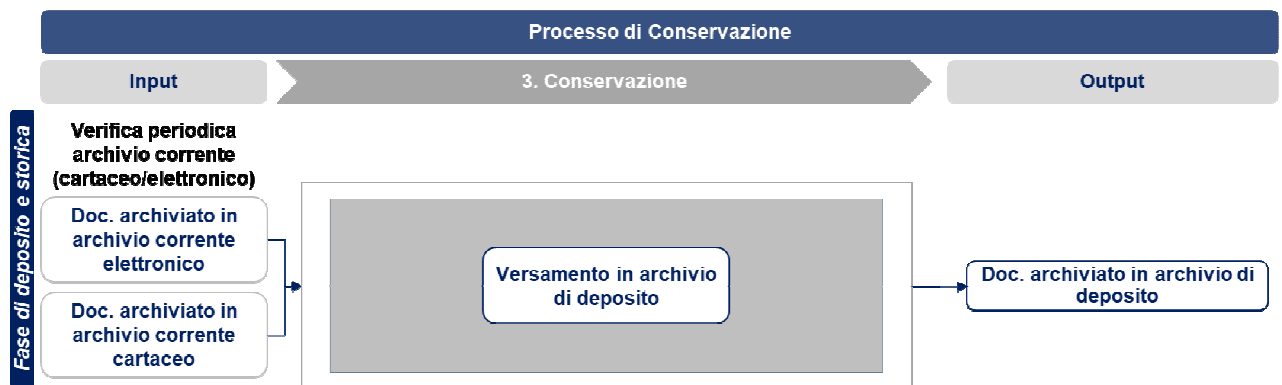 Processo di Conservazione
Input
3. Conservazione
Output
Fase di deposito e storica
Verifica periodica
archivio corrente
(cartaceo/elettronico)
Doc. archiviato in
archivio corrente
elettronico
Doc. archiviato in
archivio corrente
cartaceo
Versamento in archivio
di deposito
Doc. archiviato in archivio di
deposito